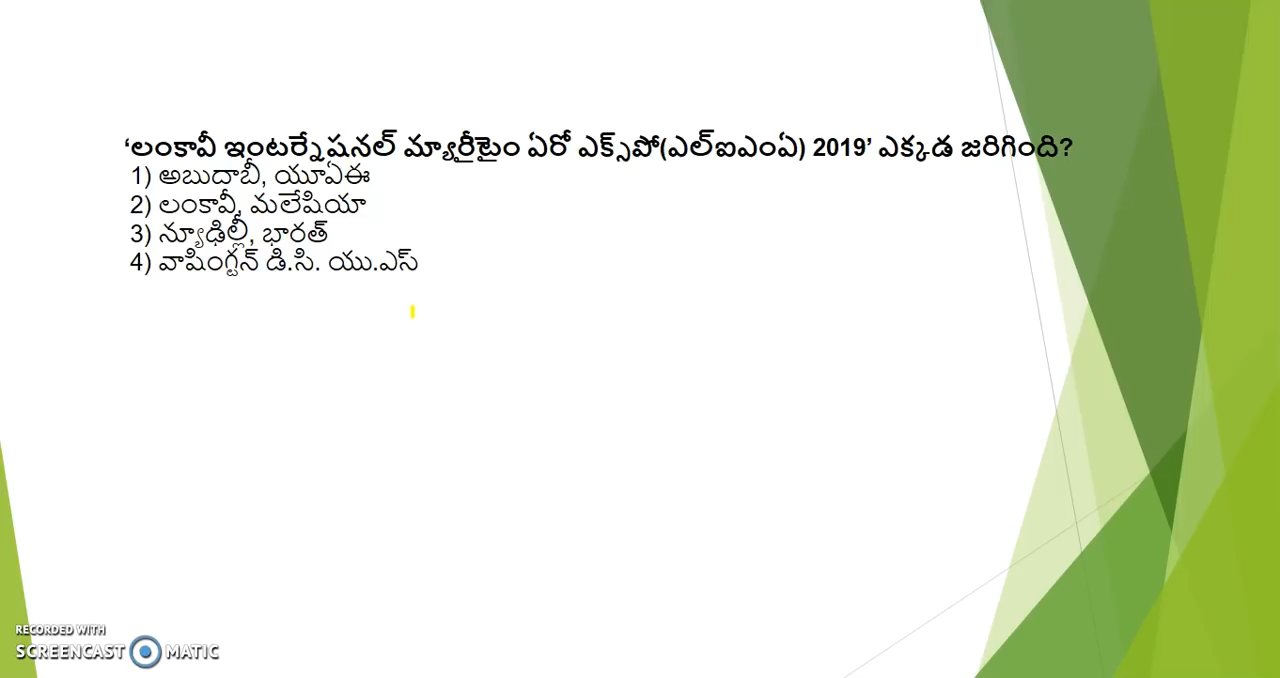 ‘లంకావీ ఇంటర్నేషనల్ మ్యారీటైం ఏరో ఎక్స్‌పో(ఎల్ఐఎంఏ) 2019’ ఎక్కడ జరిగింది?
1) అబుదాబీ, యూఏఈ
2) లంకావీ, మలేషియా
3) న్యూఢిల్లీ, భారత్
4) వాషింగ్టన్ డి.సి. యు.ఎస్
RECORDED WITH
SCREENCAST MATIC